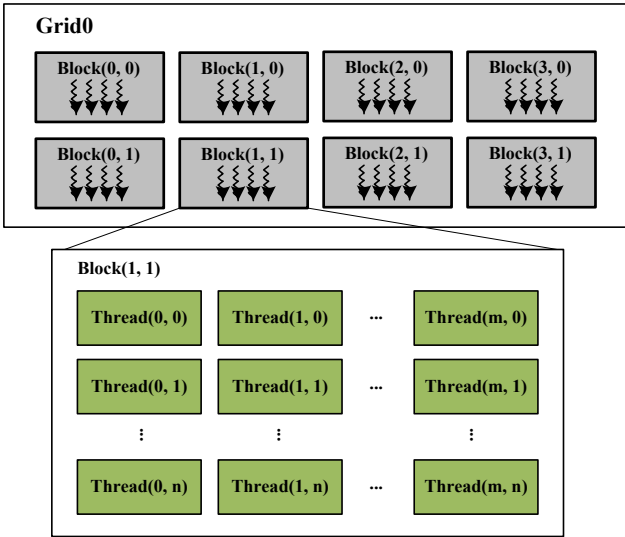 Grid0
Block(0, 0) Block(1, 0) Block(2, 0) Block(3, 0)
Block(0, 1) Block(1, 1) Block(2, 1) Block(3, 1)
Block(1, 1)
Thread(0, 0) Thread(1, 0) ... Thread(m, 0)
Thread(0, 1) Thread(1, 1) ... Thread(m, 1)
⋮ ⋮ ⋮
Thread(0, n) Thread(1, n) ... Thread(m, n)